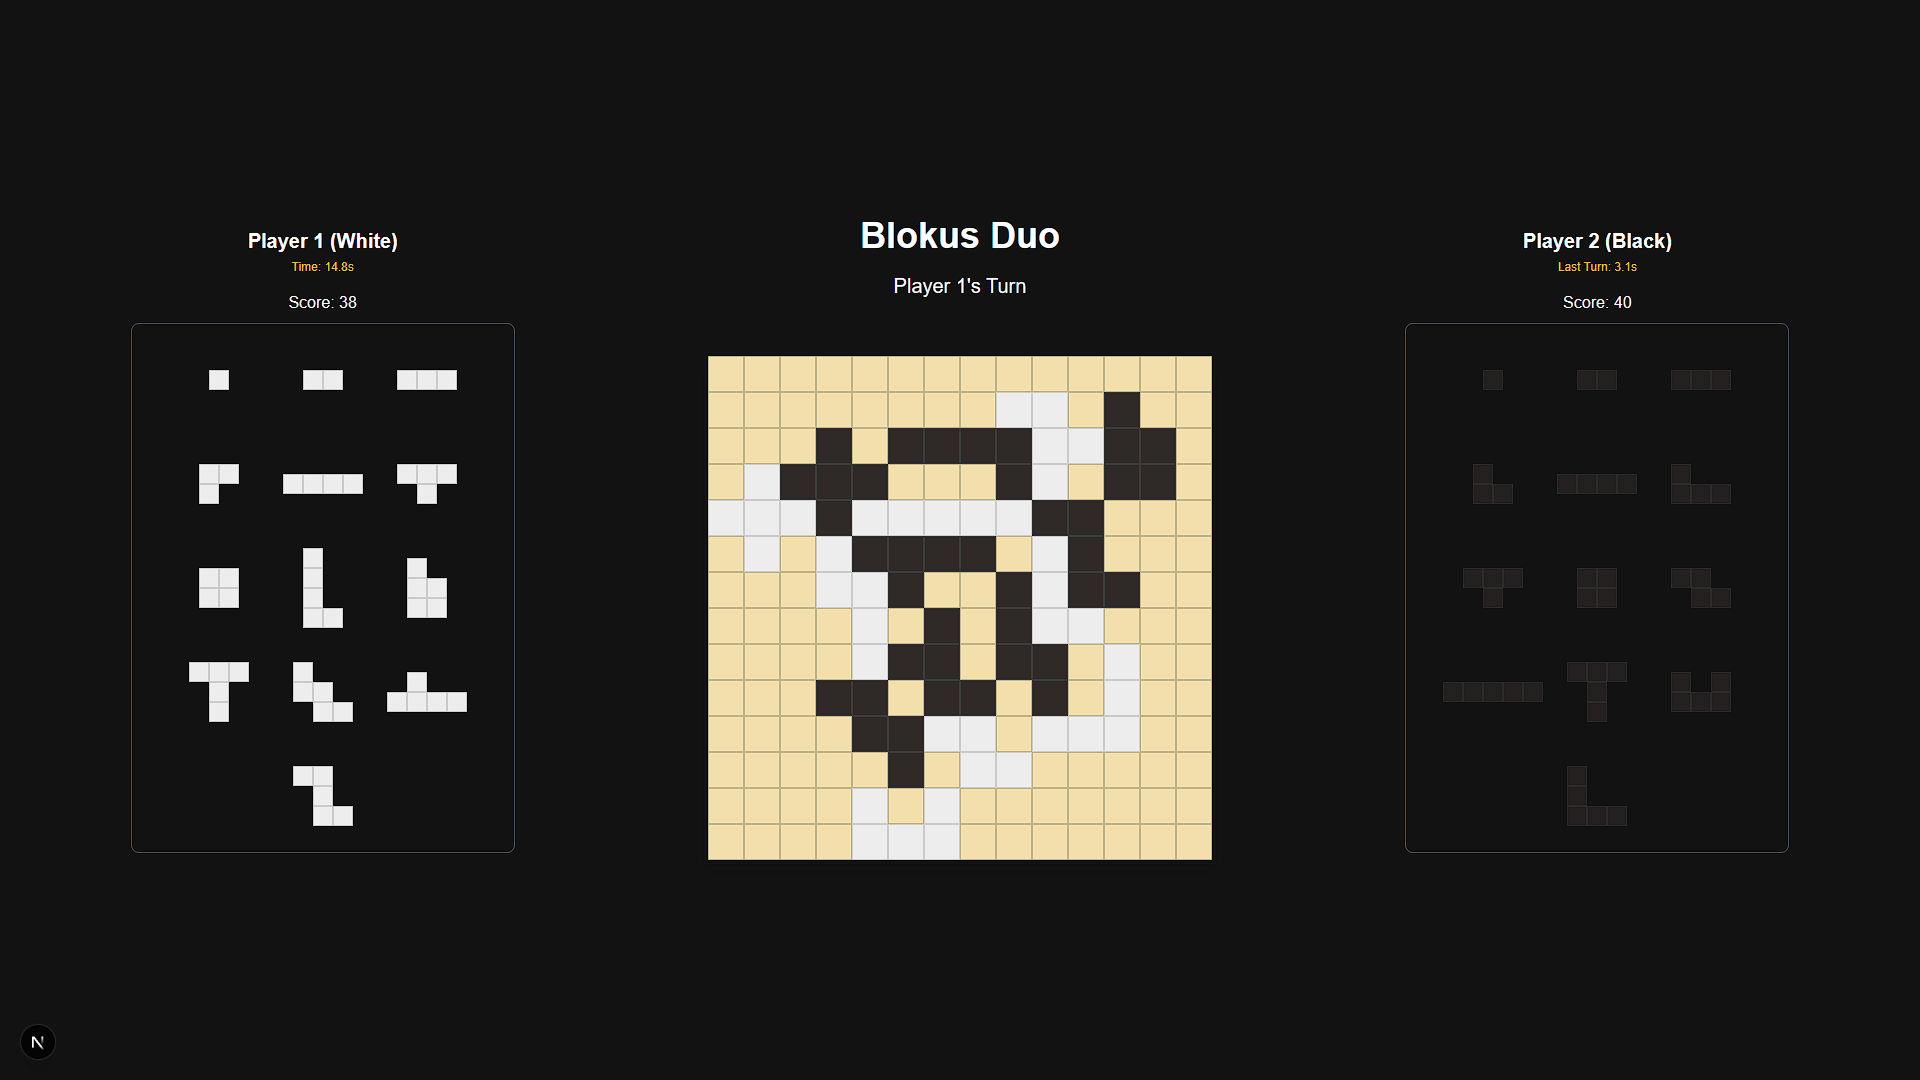 Blokus Duo
Player 1's Turn
Player 1 (White)
Time: 14.8s
Score: 38
Player 2 (Black)
Last Turn: 3.1s
Score: 40
N